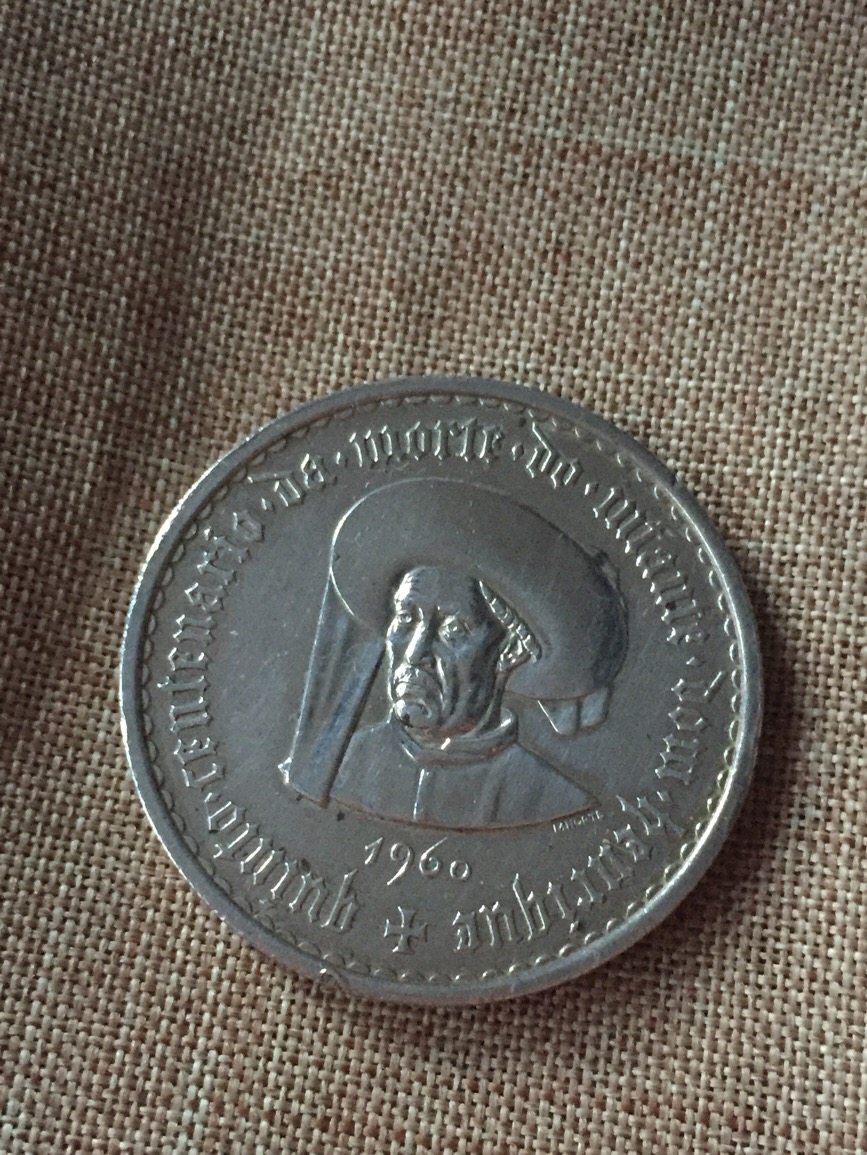 quinto · centenario · da · morte · do · infante · dom · henrique
1960